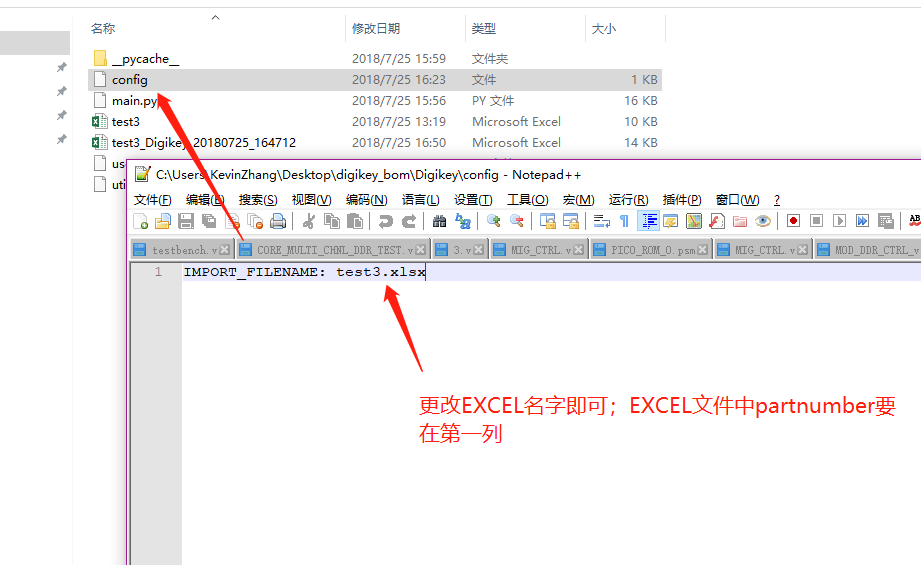 名称 修改日期 类型 大小
__pycache__ 2018/7/25 15:59 文件夹
config 2018/7/25 16:23 文件 1 KB
main.py 2018/7/25 15:56 PY 文件 16 KB
test3 2018/7/25 13:19 Microsoft Excel 10 KB
test3_Digikey_20180725_164712 2018/7/25 16:50 Microsoft Excel 14 KB
C:\Users\KevinZhang\Desktop\digikey_bom\Digikey\config - Notepad++
文件(F) 编辑(E) 搜索(S) 视图(V) 编码(N) 语言(L) 设置(T) 工具(O) 宏(M) 运行(R) 插件(P) 窗口(W) ?
testbench.v CORE_MULTI_CHNL_DDR_TEST.v 3.v MIG_CTRL.v PICO_ROM_O.psm MIG_CTRL.v MOD_DDR_CTRL.v
1 IMPORT_FILENAME: test3.xlsx
更改EXCEL名字即可；EXCEL文件中partnumber要
在第一列